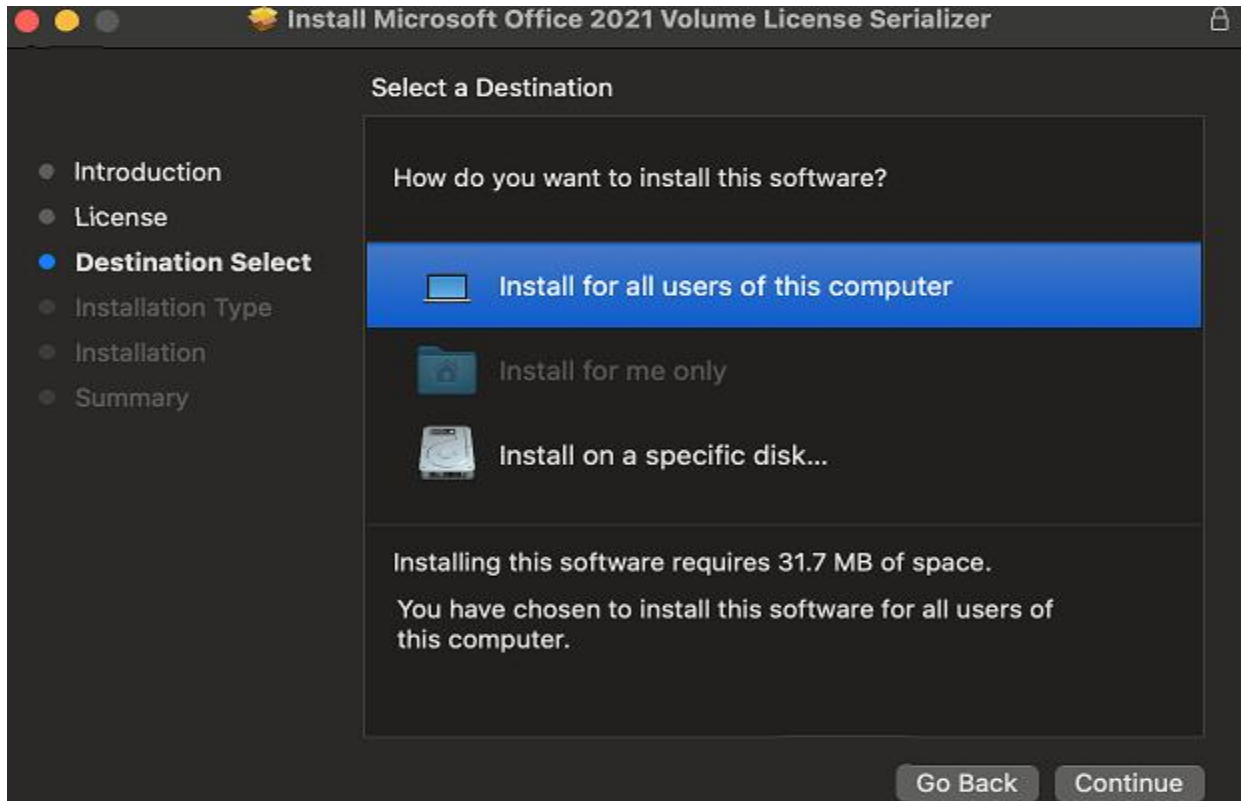 Install Microsoft Office 2021 Volume License Serializer
Select a Destination
Introduction
License
Destination Select
Installation Type
Installation
Summary
How do you want to install this software?
Install for all users of this computer
Install for me only
Install on a specific disk...
Installing this software requires 31.7 MB of space.
You have chosen to install this software for all users of
this computer.
Go Back
Continue